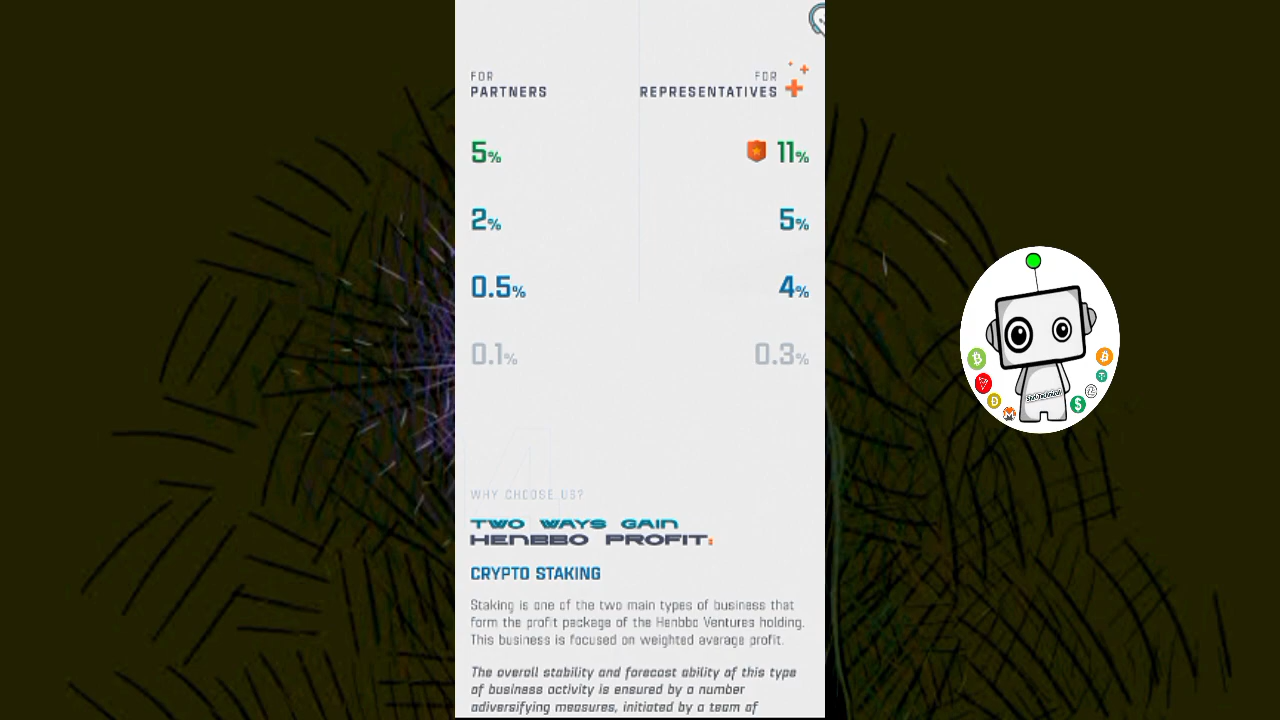 FOR
PARTNERS
FOR
REPRESENTATIVES
5%
11%
2%
5%
0.5%
4%
0.1%
0.3%
WHY CHOOSE US?
TWO WAYS GAIN
HENBBO PROFIT:
CRYPTO STAKING
Staking is one of the two main types of business that
form the profit package of the Henbbo Ventures holding.
This business is focused on weighted average profit.
The overall stability and forecast ability of this type
of business activity is ensured by a number
adiversifying measures, initiated by a team of